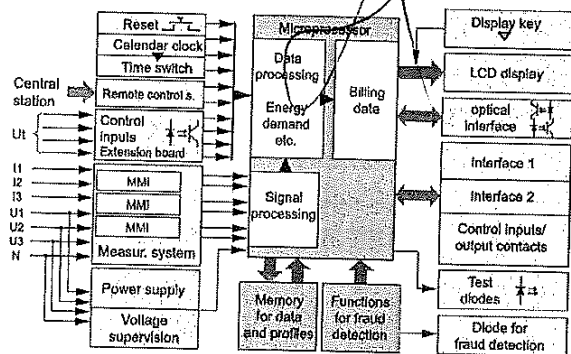 Reset
Calendar clock
Time switch
Central
station
Remote control s.
Ut
Control
inputs
Extension board
I1
I2
I3
U1
U2
U3
N
MMI
MMI
MMI
Measur. system
Power supply
Voltage
supervision
Microprocessor
Data
processing
Energy
demand
etc.
Billing
data
Signal
processing
Memory
for data
and profiles
Functions
for fraud
detection
Display key
LCD display
optical
interface
Interface 1
Interface 2
Control inputs/
output contacts
Test
diodes
Diode for
fraud detection